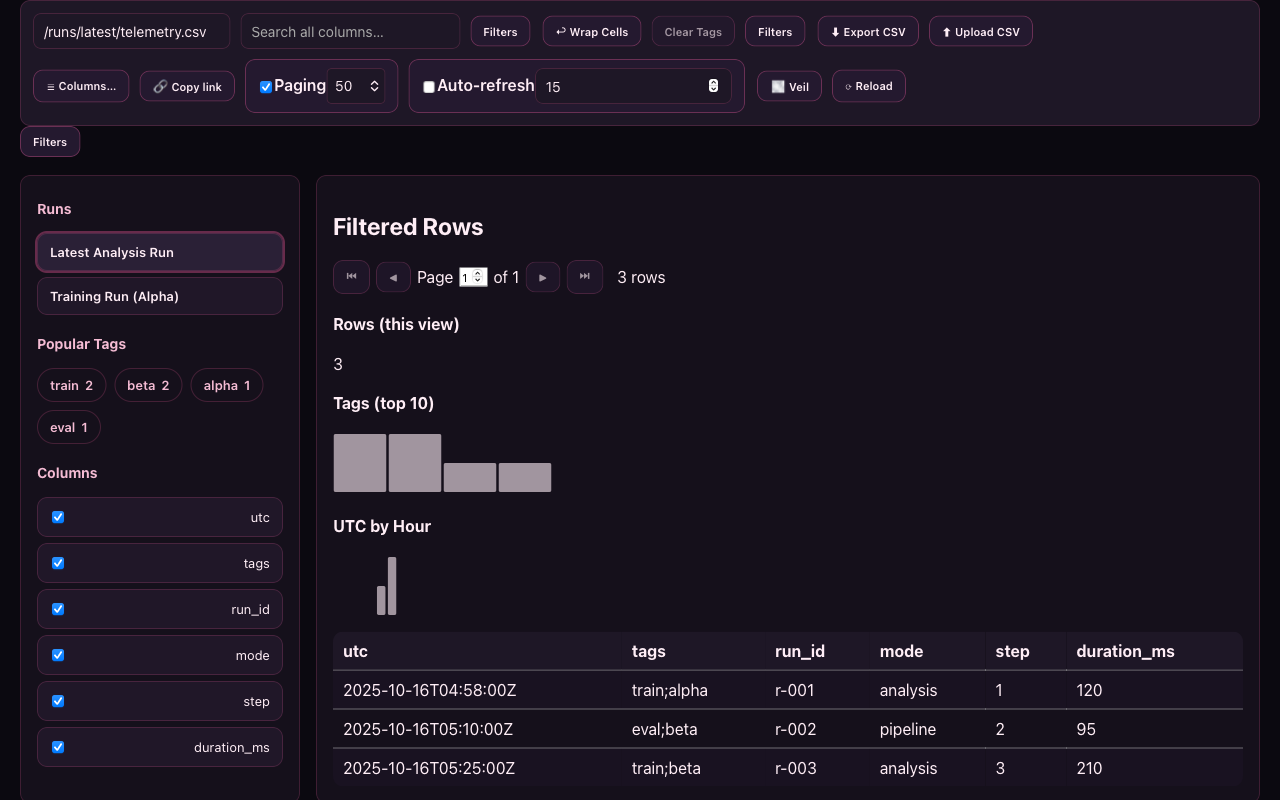 /runs/latest/telemetry.csv Search all columns... Filters ↩ Wrap Cells Clear Tags Filters ⬇ Export CSV ⬆ Upload CSV
≡ Columns... 🔗 Copy link Paging 50 Auto-refresh 15 Veil ⟳ Reload
Filters
Runs
Latest Analysis Run
Training Run (Alpha)
Popular Tags
train 2 beta 2 alpha 1
eval 1
Columns
utc
tags
run_id
mode
step
duration_ms
Filtered Rows
⏮ ◀ Page 1 of 1 ▶ ⏭ 3 rows
Rows (this view)
3
Tags (top 10)
UTC by Hour
utc tags run_id mode step duration_ms
2025-10-16T04:58:00Z train;alpha r-001 analysis 1 120
2025-10-16T05:10:00Z eval;beta r-002 pipeline 2 95
2025-10-16T05:25:00Z train;beta r-003 analysis 3 210